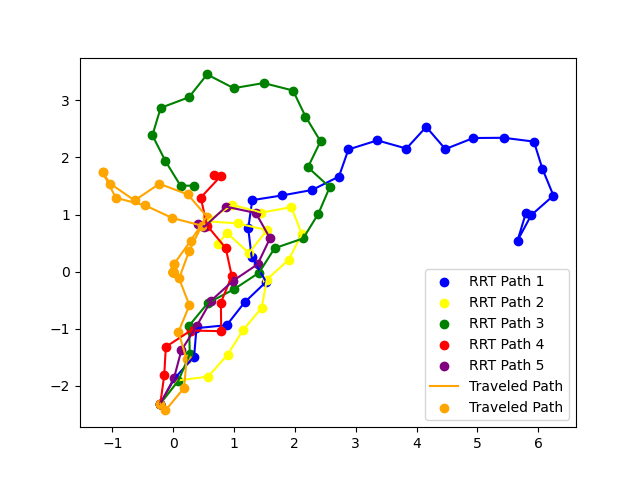 3
2
1
0
−1
−2
−1
0
1
2
3
4
5
6
RRT Path 1
RRT Path 2
RRT Path 3
RRT Path 4
RRT Path 5
Traveled Path
Traveled Path